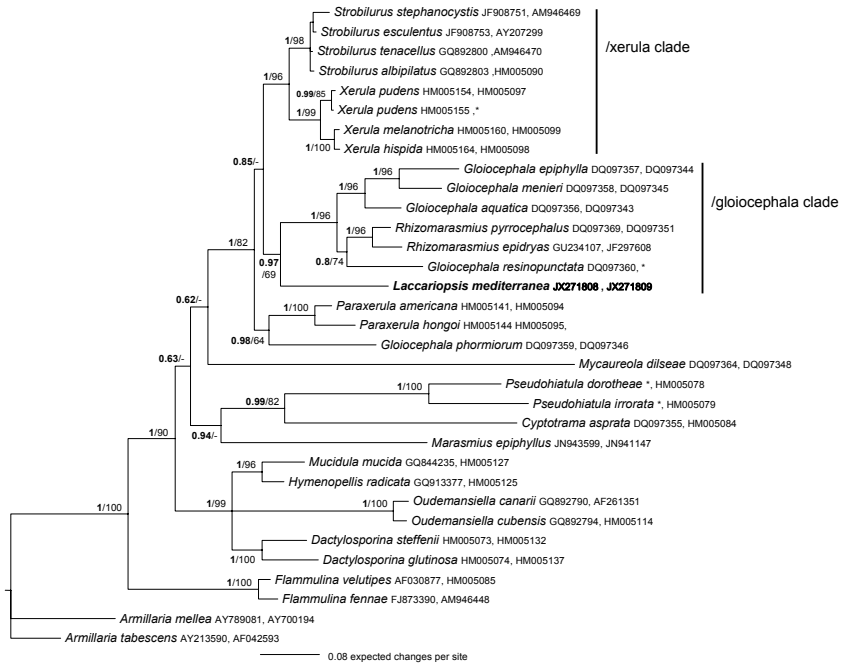 Strobilurus stephanocystis JF908751, AM946469
1/98
Strobilurus esculentus JF908753, AY207299
/xerula clade
Strobilurus tenacellus GQ892800 ,AM946470
Strobilurus albipilatus GQ892803 ,HM005090
1/96
0.99/85
Xerula pudens HM005154, HM005097
Xerula pudens HM005155 ,*
1/99
Xerula melanotricha HM005160, HM005099
1/100
Xerula hispida HM005164, HM005098
0.85/-
Gloiocephala epiphylla DQ097357, DQ097344
1/96
Gloiocephala menieri DQ097358, DQ097345
1/96
Gloiocephala aquatica DQ097356, DQ097343
/gloiocephala clade
1/96
Rhizomarasmius pyrrocephalus DQ097369, DQ097351
1/96
Rhizomarasmius epidryas GU234107, JF297608
1/82
0.8/74
Gloiocephala resinopunctata DQ097360, *
0.97
/69
Laccariopsis mediterranea JX271808 , JX271809
0.62/-
Paraxerula americana HM005141, HM005094
1/100
Paraxerula hongoi HM005144 HM005095,
0.98/64
Gloiocephala phormiorum DQ097359, DQ097346
0.63/-
Mycaureola dilseae DQ097364, DQ097348
Pseudohiatula dorotheae *, HM005078
1/100
Pseudohiatula irrorata *, HM005079
0.99/82
Cyptotrama asprata DQ097355, HM005084
0.94/-
Marasmius epiphyllus JN943599, JN941147
1/90
Mucidula mucida GQ844235, HM005127
1/96
Hymenopellis radicata GQ913377, HM005125
1/99
Oudemansiella canarii GQ892790, AF261351
1/100
Oudemansiella cubensis GQ892794, HM005114
1/100
Dactylosporina steffenii HM005073, HM005132
1/100
Dactylosporina glutinosa HM005074, HM005137
Flammulina velutipes AF030877, HM005085
1/100
Flammulina fennae FJ873390, AM946448
Armillaria mellea AY789081, AY700194
Armillaria tabescens AY213590, AF042593
0.08 expected changes per site